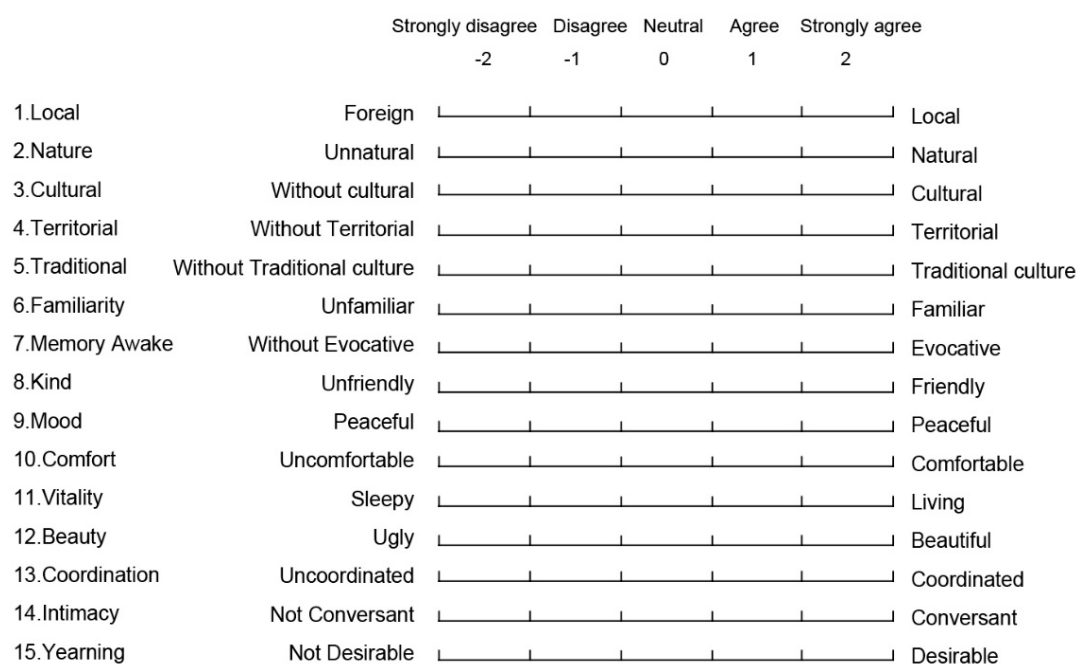 Strongly disagree Disagree Neutral Agree Strongly agree
-2 -1 0 1 2
1.Local Foreign Local
2.Nature Unnatural Natural
3.Cultural Without cultural Cultural
4.Territorial Without Territorial Territorial
5.Traditional Without Traditional culture Traditional culture
6.Familiarity Unfamiliar Familiar
7.Memory Awake Without Evocative Evocative
8.Kind Unfriendly Friendly
9.Mood Peaceful Peaceful
10.Comfort Uncomfortable Comfortable
11.Vitality Sleepy Living
12.Beauty Ugly Beautiful
13.Coordination Uncoordinated Coordinated
14.Intimacy Not Conversant Conversant
15.Yearning Not Desirable Desirable